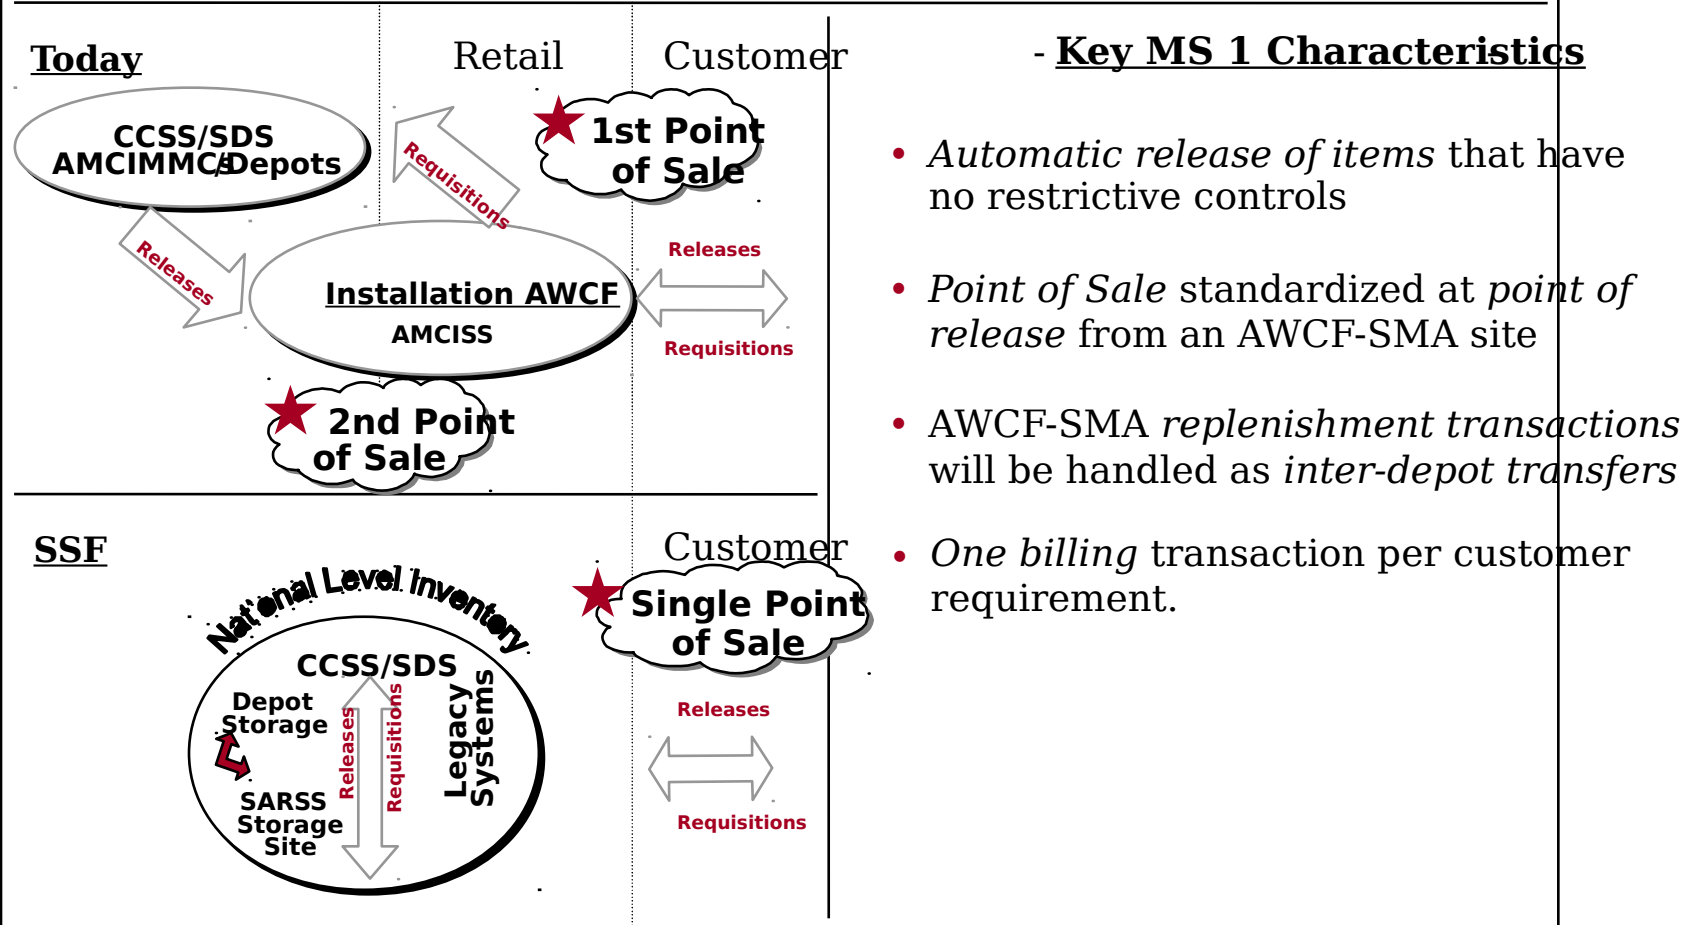 Today
Retail
Customer
CCSS/SDS
AMCIMMCs/Depots
Requisitions
1st Point
of Sale
Releases
Installation AWCF
AMCISS
Releases
Requisitions
2nd Point
of Sale
SSF
Customer
National Level Inventory
Single Point
of Sale
CCSS/SDS
Depot
Storage
Releases
Requisitions
Legacy
Systems
SARSS
Storage
Site
Releases
Requisitions
- Key MS 1 Characteristics
• Automatic release of items that have
no restrictive controls
• Point of Sale standardized at point of
release from an AWCF-SMA site
• AWCF-SMA replenishment transactions
will be handled as inter-depot transfers
• One billing transaction per customer
requirement.